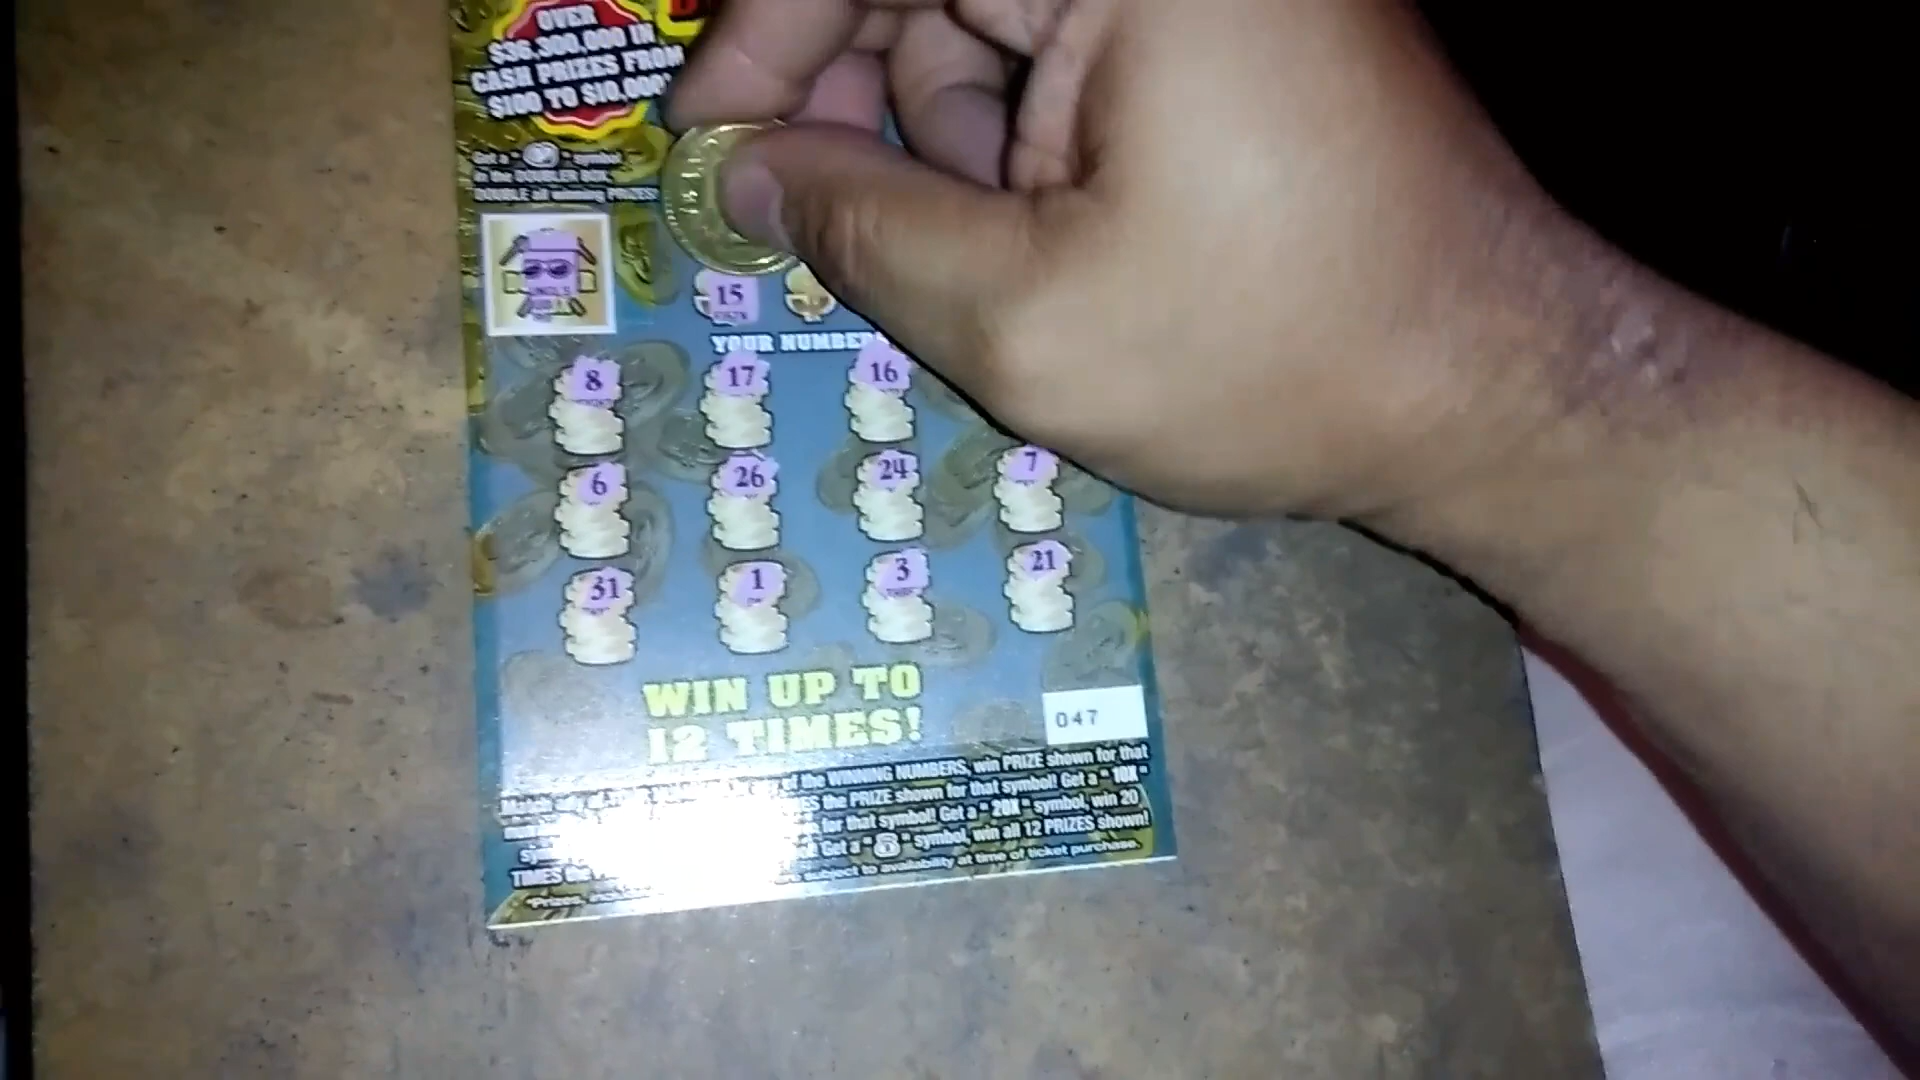 OVER
$36,300,000 IN
CASH PRIZES FROM
$100 TO $10,000!
Get a " " symbol
in the DOUBLER BOX,
DOUBLE all winning PRIZES!
15
YOUR NUMBER
8 17 16
6 26 24 7
31 1 3 21
THREE
WIN UP TO
12 TIMES!
047
of the WINNING NUMBERS, win PRIZE shown for that
the PRIZE shown for that symbol! Get a "10X"
for that symbol! Get a "20X" symbol, win 20
TIMES Get a " " symbol, win all 12 PRIZES shown!
*Prizes, subject to availability at time of ticket purchase.